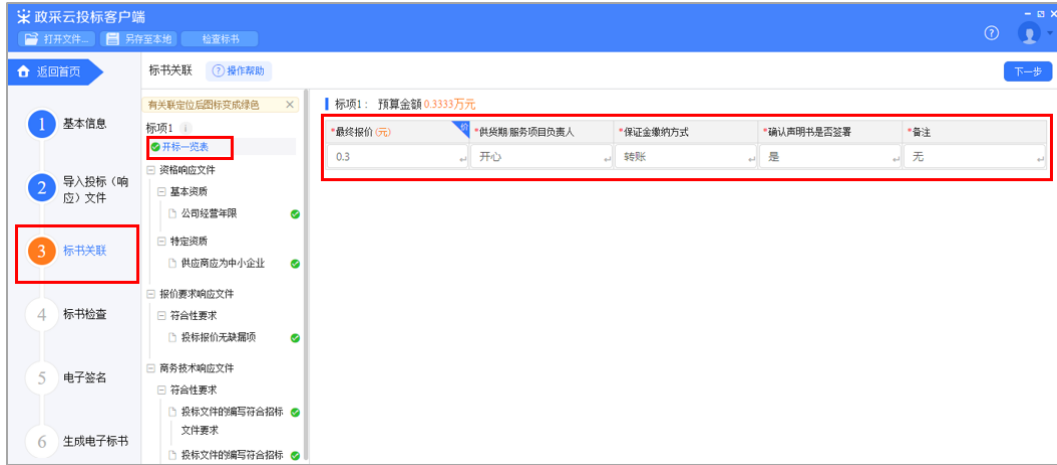 政采云投标客户端
打开文件... 另存至本地 检查标书
返回首页
标书关联 操作帮助
下一步
1 基本信息
2 导入投标（响应）文件
3 标书关联
4 标书检查
5 电子签名
6 生成电子标书
有关联定位后图标变成绿色
标项1
开标一览表
资格响应文件
基本资质
公司经营年限
特定资质
供应商应为中小企业
报价要求响应文件
符合性要求
投标报价无缺漏项
商务技术响应文件
符合性要求
投标文件的编写符合招标
文件要求
投标文件的编写符合招标
标项1： 预算金额 0.3333万元
*最终报价 (元) *供货期 服务项目负责人 *保证金缴纳方式 *确认声明书是否签署 *备注
0.3 开心 转账 是 无